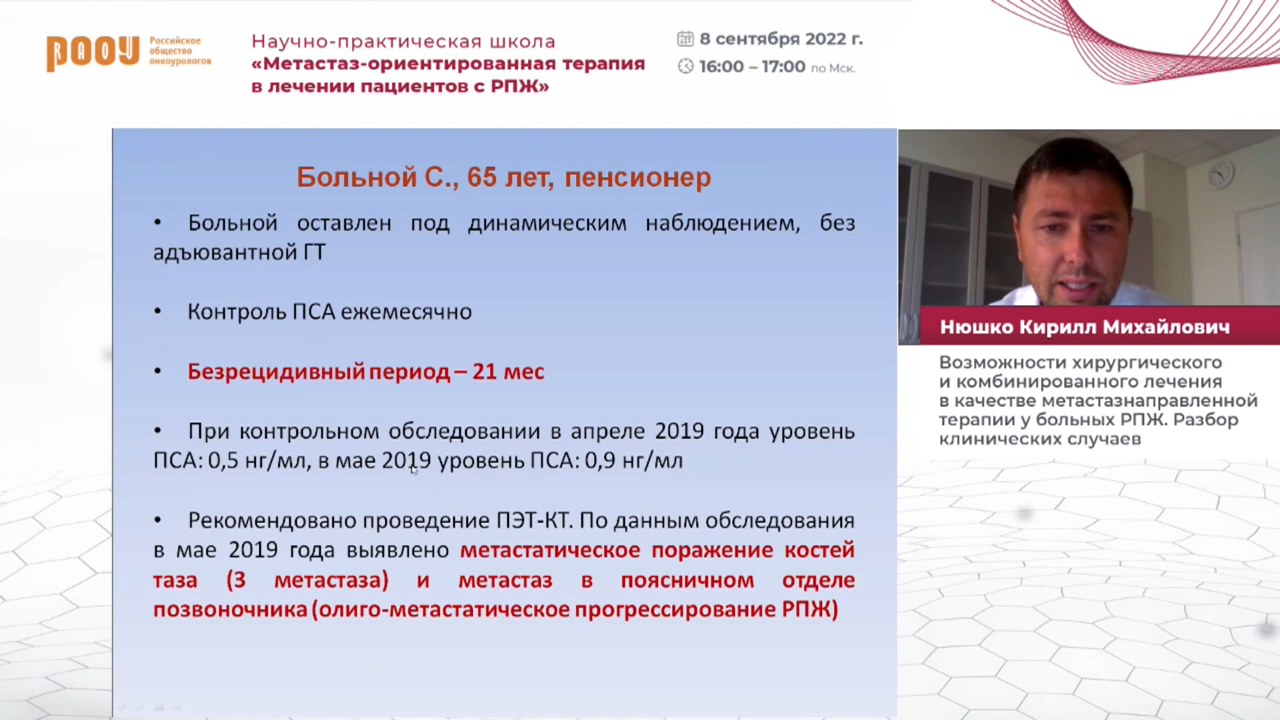 РАОУ
Российское
общество
онкоурологов
Научно-практическая школа
«Метастаз-ориентированная терапия
в лечении пациентов с РПЖ»
8 сентября 2022 г.
16:00 – 17:00 по Мск.
Больной С., 65 лет, пенсионер
• Больной оставлен под динамическим наблюдением, без
адъювантной ГТ
• Контроль ПСА ежемесячно
• Безрецидивный период – 21 мес
• При контрольном обследовании в апреле 2019 года уровень
ПСА: 0,5 нг/мл, в мае 2019 уровень ПСА: 0,9 нг/мл
• Рекомендовано проведение ПЭТ-КТ. По данным обследования
в мае 2019 года выявлено метастатическое поражение костей
таза (3 метастаза) и метастаз в поясничном отделе
позвоночника (олиго-метастатическое прогрессирование РПЖ)
Нюшко Кирилл Михайлович
Возможности хирургического
и комбинированного лечения
в качестве метастазнаправленной
терапии у больных РПЖ. Разбор
клинических случаев